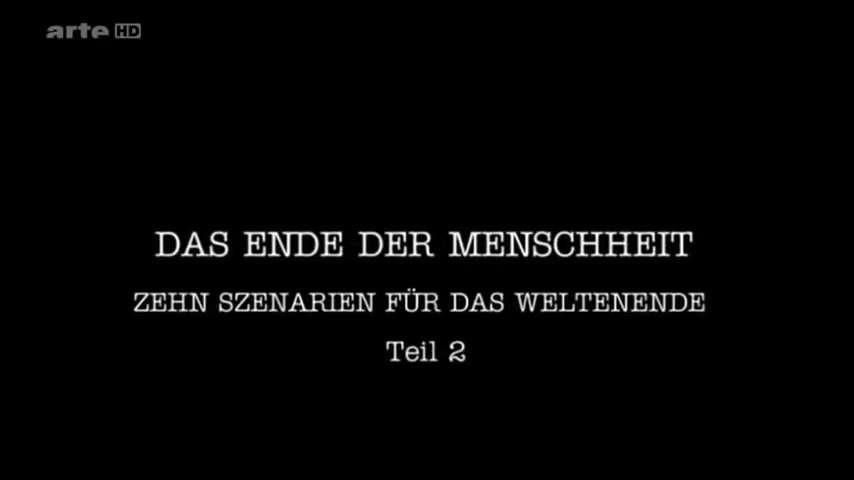 arte HD
DAS ENDE DER MENSCHHEIT
ZEHN SZENARIEN FÜR DAS WELTENENDE
Teil 2